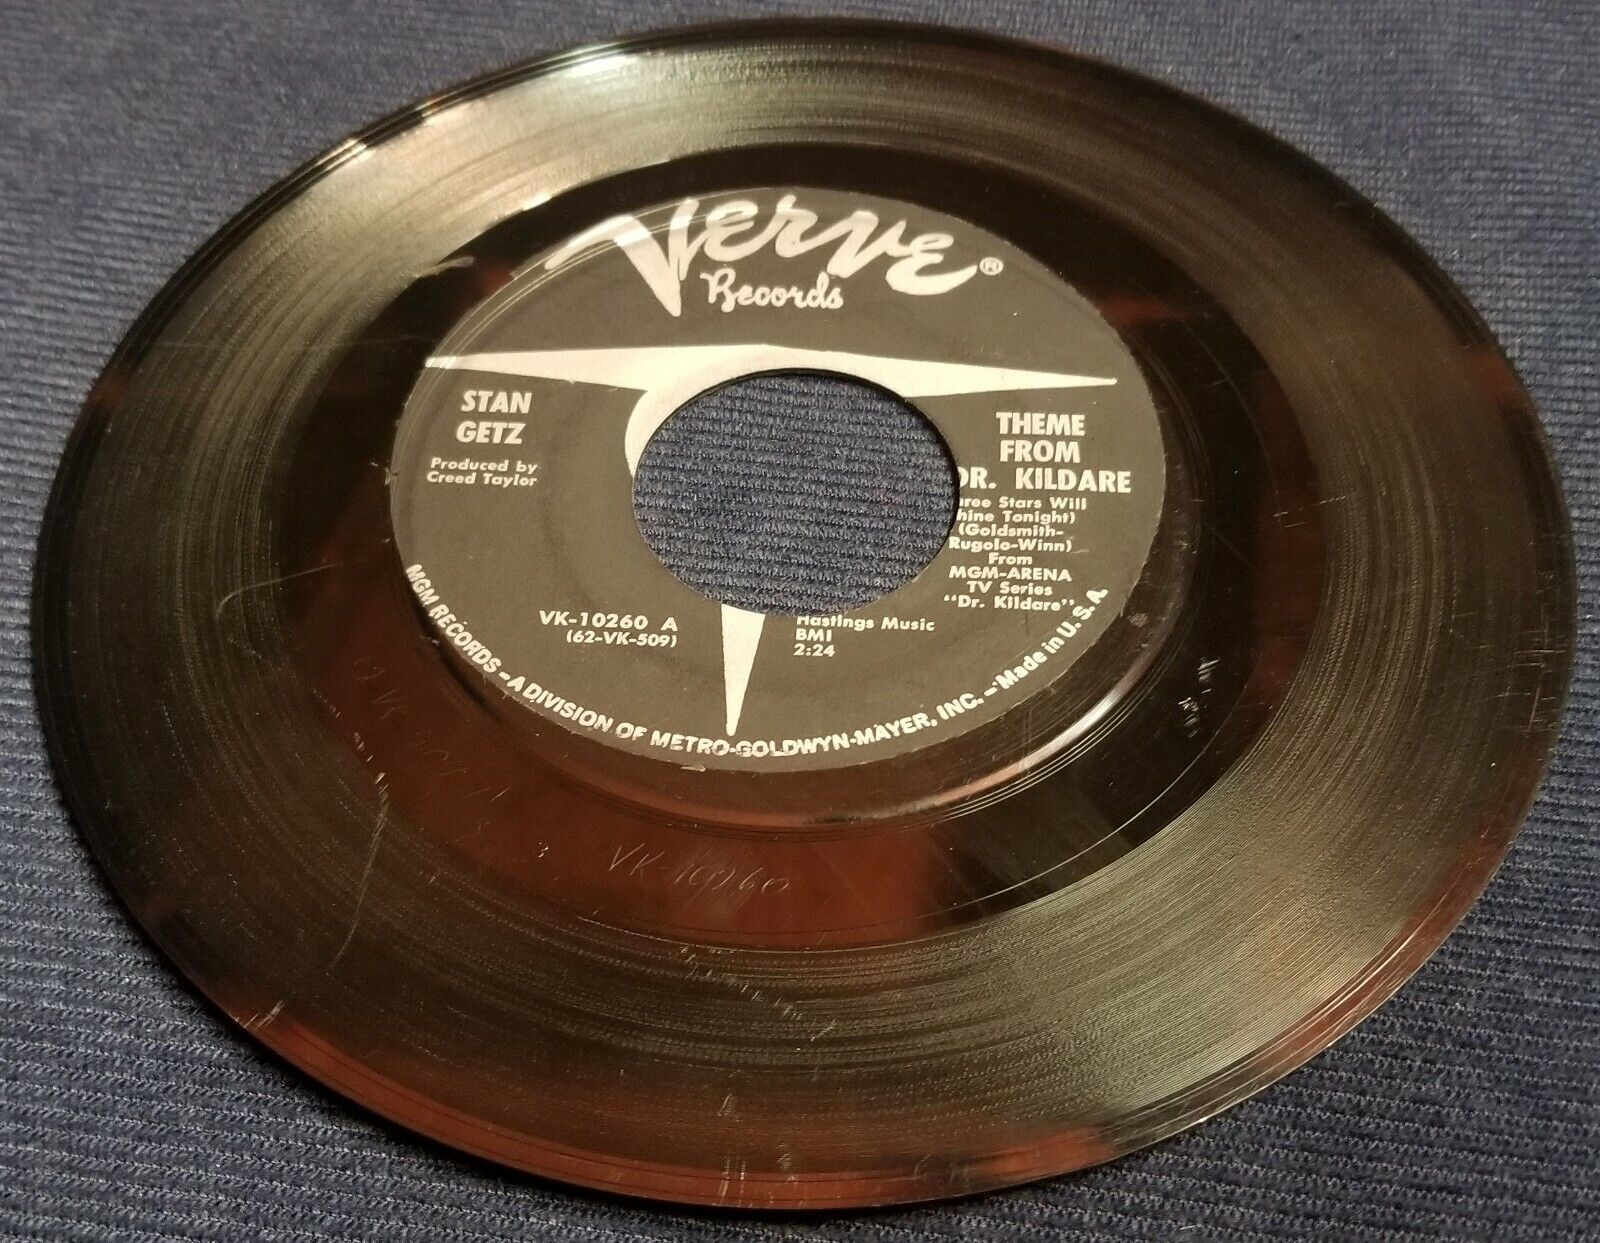 Verve®
Records
STAN
GETZ
Produced by
Creed Taylor
THEME
FROM
DR. KILDARE
hree Stars Will
hine Tonight)
(Goldsmith-
Rugolo-Winn)
From
MGM-ARENA
TV Series
"Dr. Kildare"
VK-10260 A
(62-VK-509)
Hastings Music
BMI
2:24
MGM RECORDS - A DIVISION OF METRO-GOLDWYN-MAYER, INC. - Made in U.S.A.
VK-10260